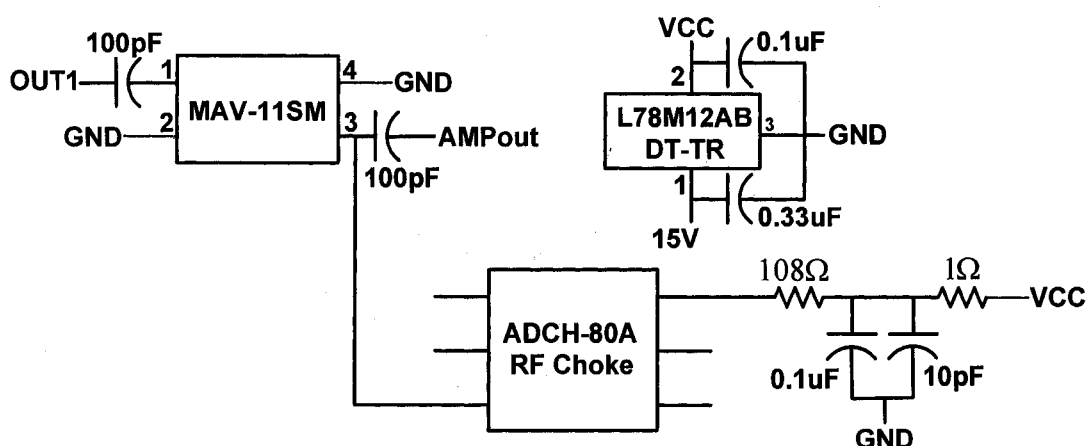 100pF
OUT1
1
4
GND
MAV-11SM
GND
2
3
AMPout
100pF
VCC
0.1uF
2
L78M12AB
DT-TR
3
GND
1
0.33uF
15V
ADCH-80A
RF Choke
108Ω
1Ω
VCC
0.1uF
10pF
GND